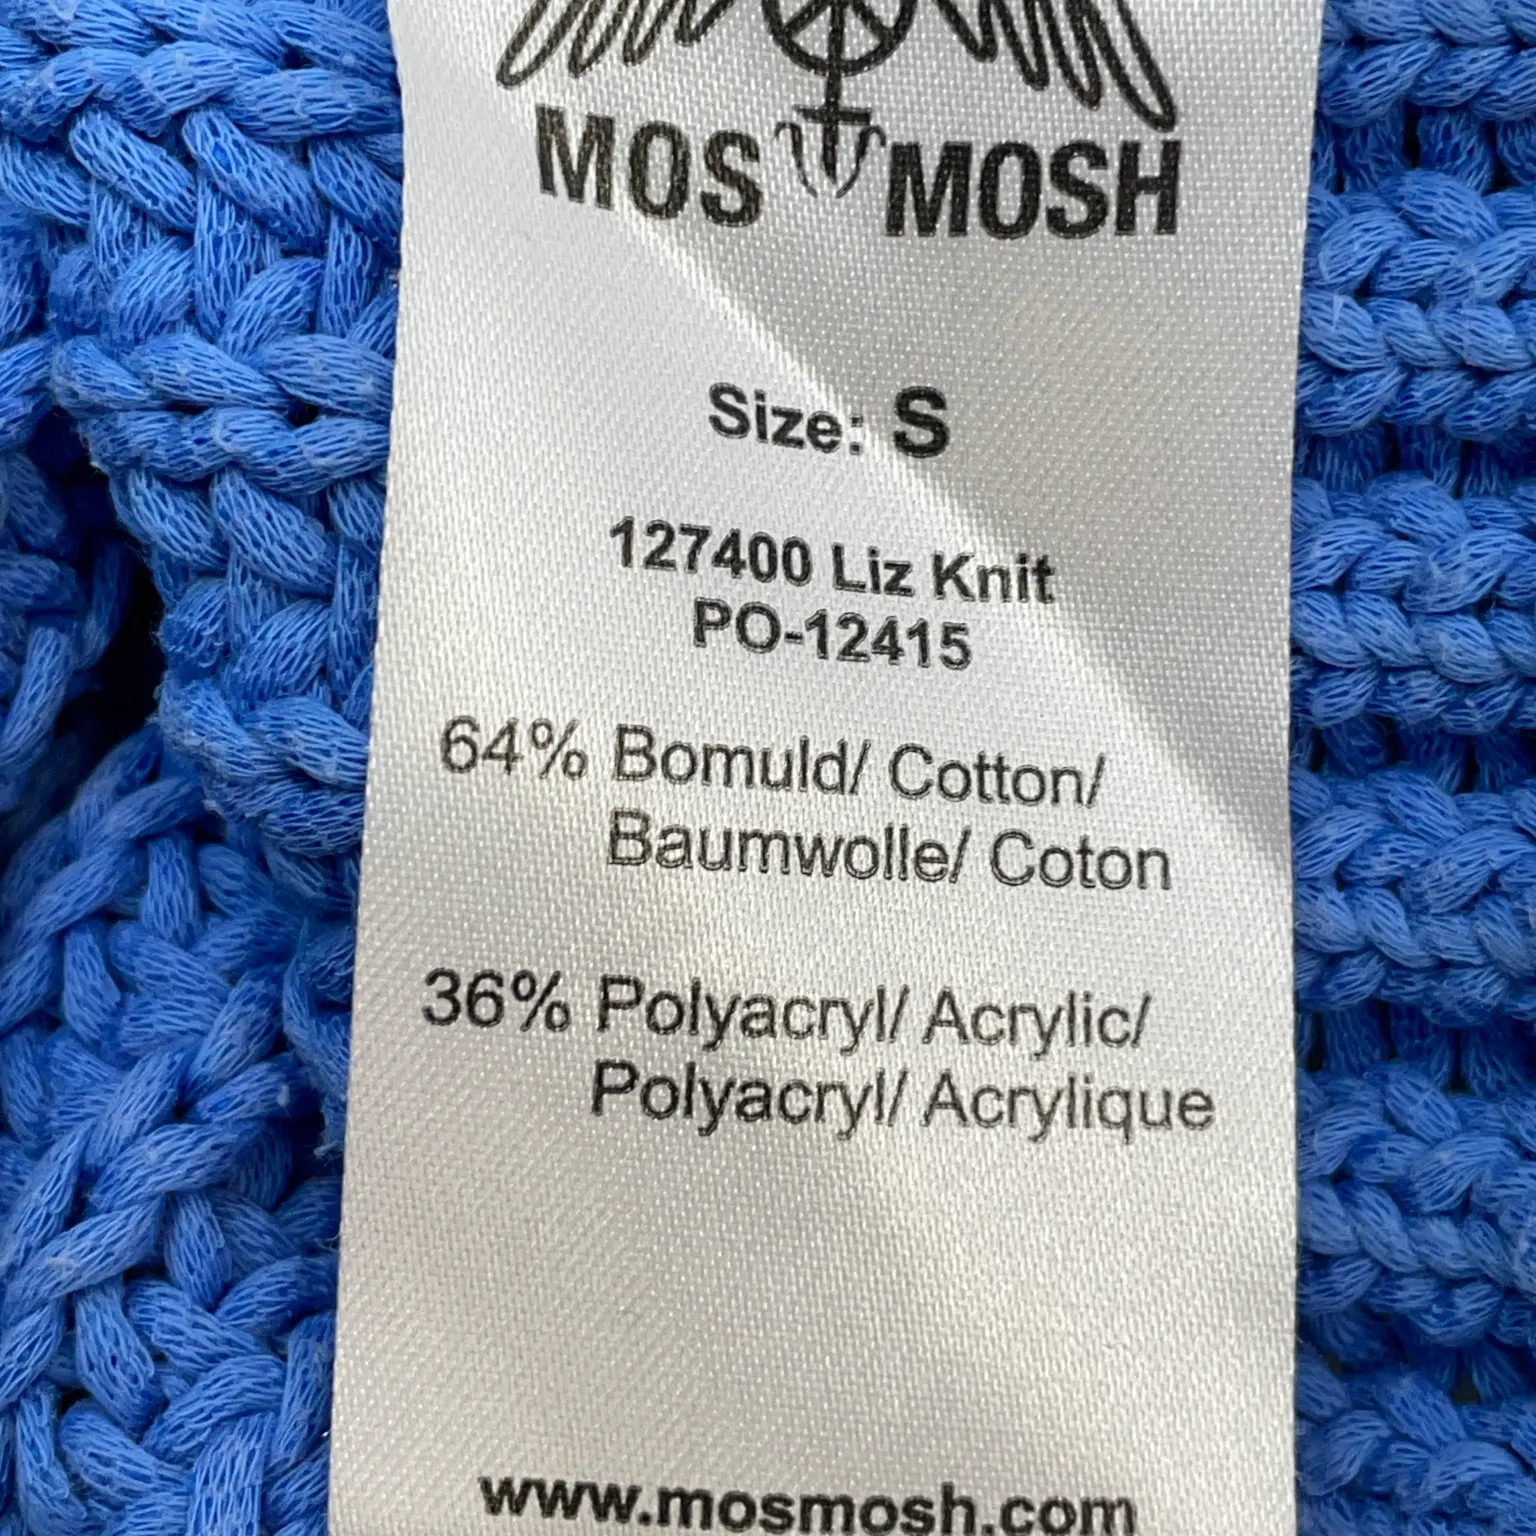 MOS MOSH
Size: S
127400 Liz Knit
PO-12415
64% Bomuld/ Cotton/
Baumwolle/ Coton
36% Polyacryl/ Acrylic/
Polyacryl/ Acrylique
www.mosmosh.com